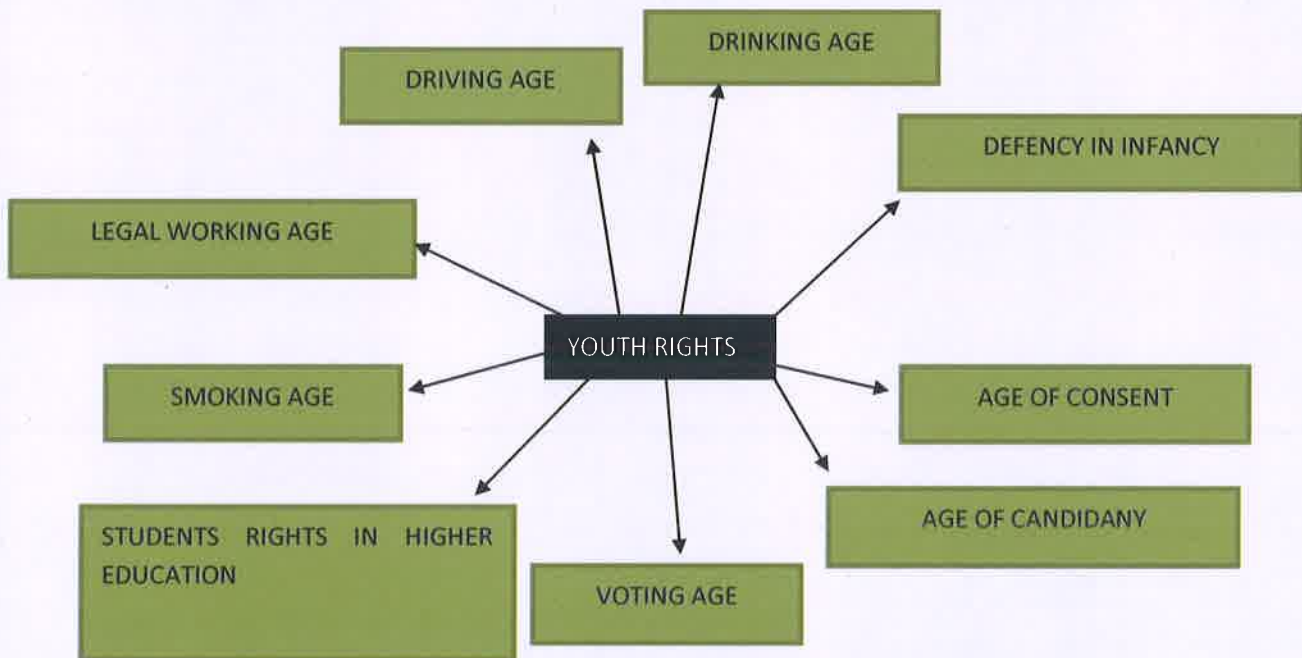 DRINKING AGE
DRIVING AGE
DEFENCY IN INFANCY
LEGAL WORKING AGE
YOUTH RIGHTS
SMOKING AGE
AGE OF CONSENT
AGE OF CANDIDANY
STUDENTS RIGHTS IN HIGHER
EDUCATION
VOTING AGE